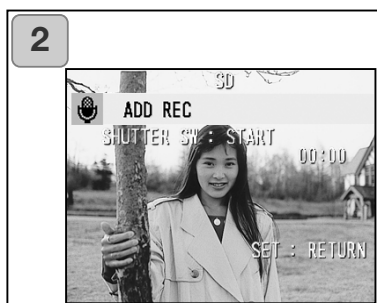 2
SD
ADD REC
SHUTTER SW : START
00:00
SET : RETURN